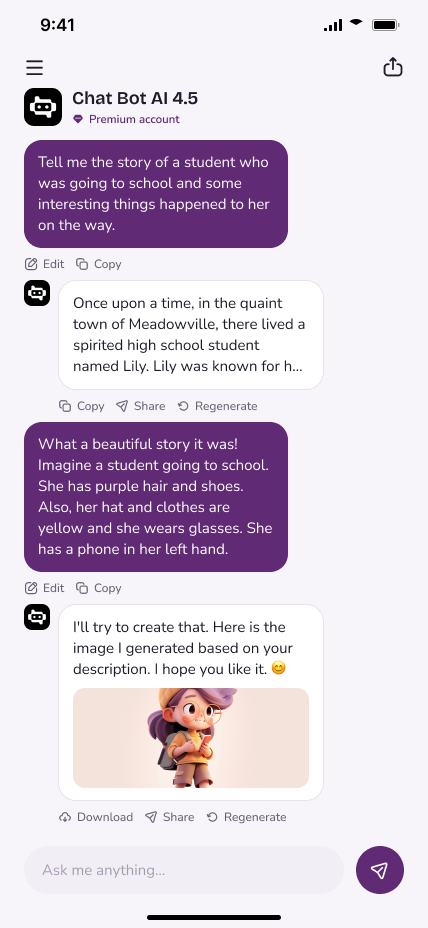 9:41
Chat Bot AI 4.5
Premium account
Tell me the story of a student who
was going to school and some
interesting things happened to her
on the way.
Edit Copy
Once upon a time, in the quaint
town of Meadowville, there lived a
spirited high school student
named Lily. Lily was known for h...
Copy Share Regenerate
What a beautiful story it was!
Imagine a student going to school.
She has purple hair and shoes.
Also, her hat and clothes are
yellow and she wears glasses. She
has a phone in her left hand.
Edit Copy
I'll try to create that. Here is the
image I generated based on your
description. I hope you like it. 😊
Download Share Regenerate
Ask me anything...